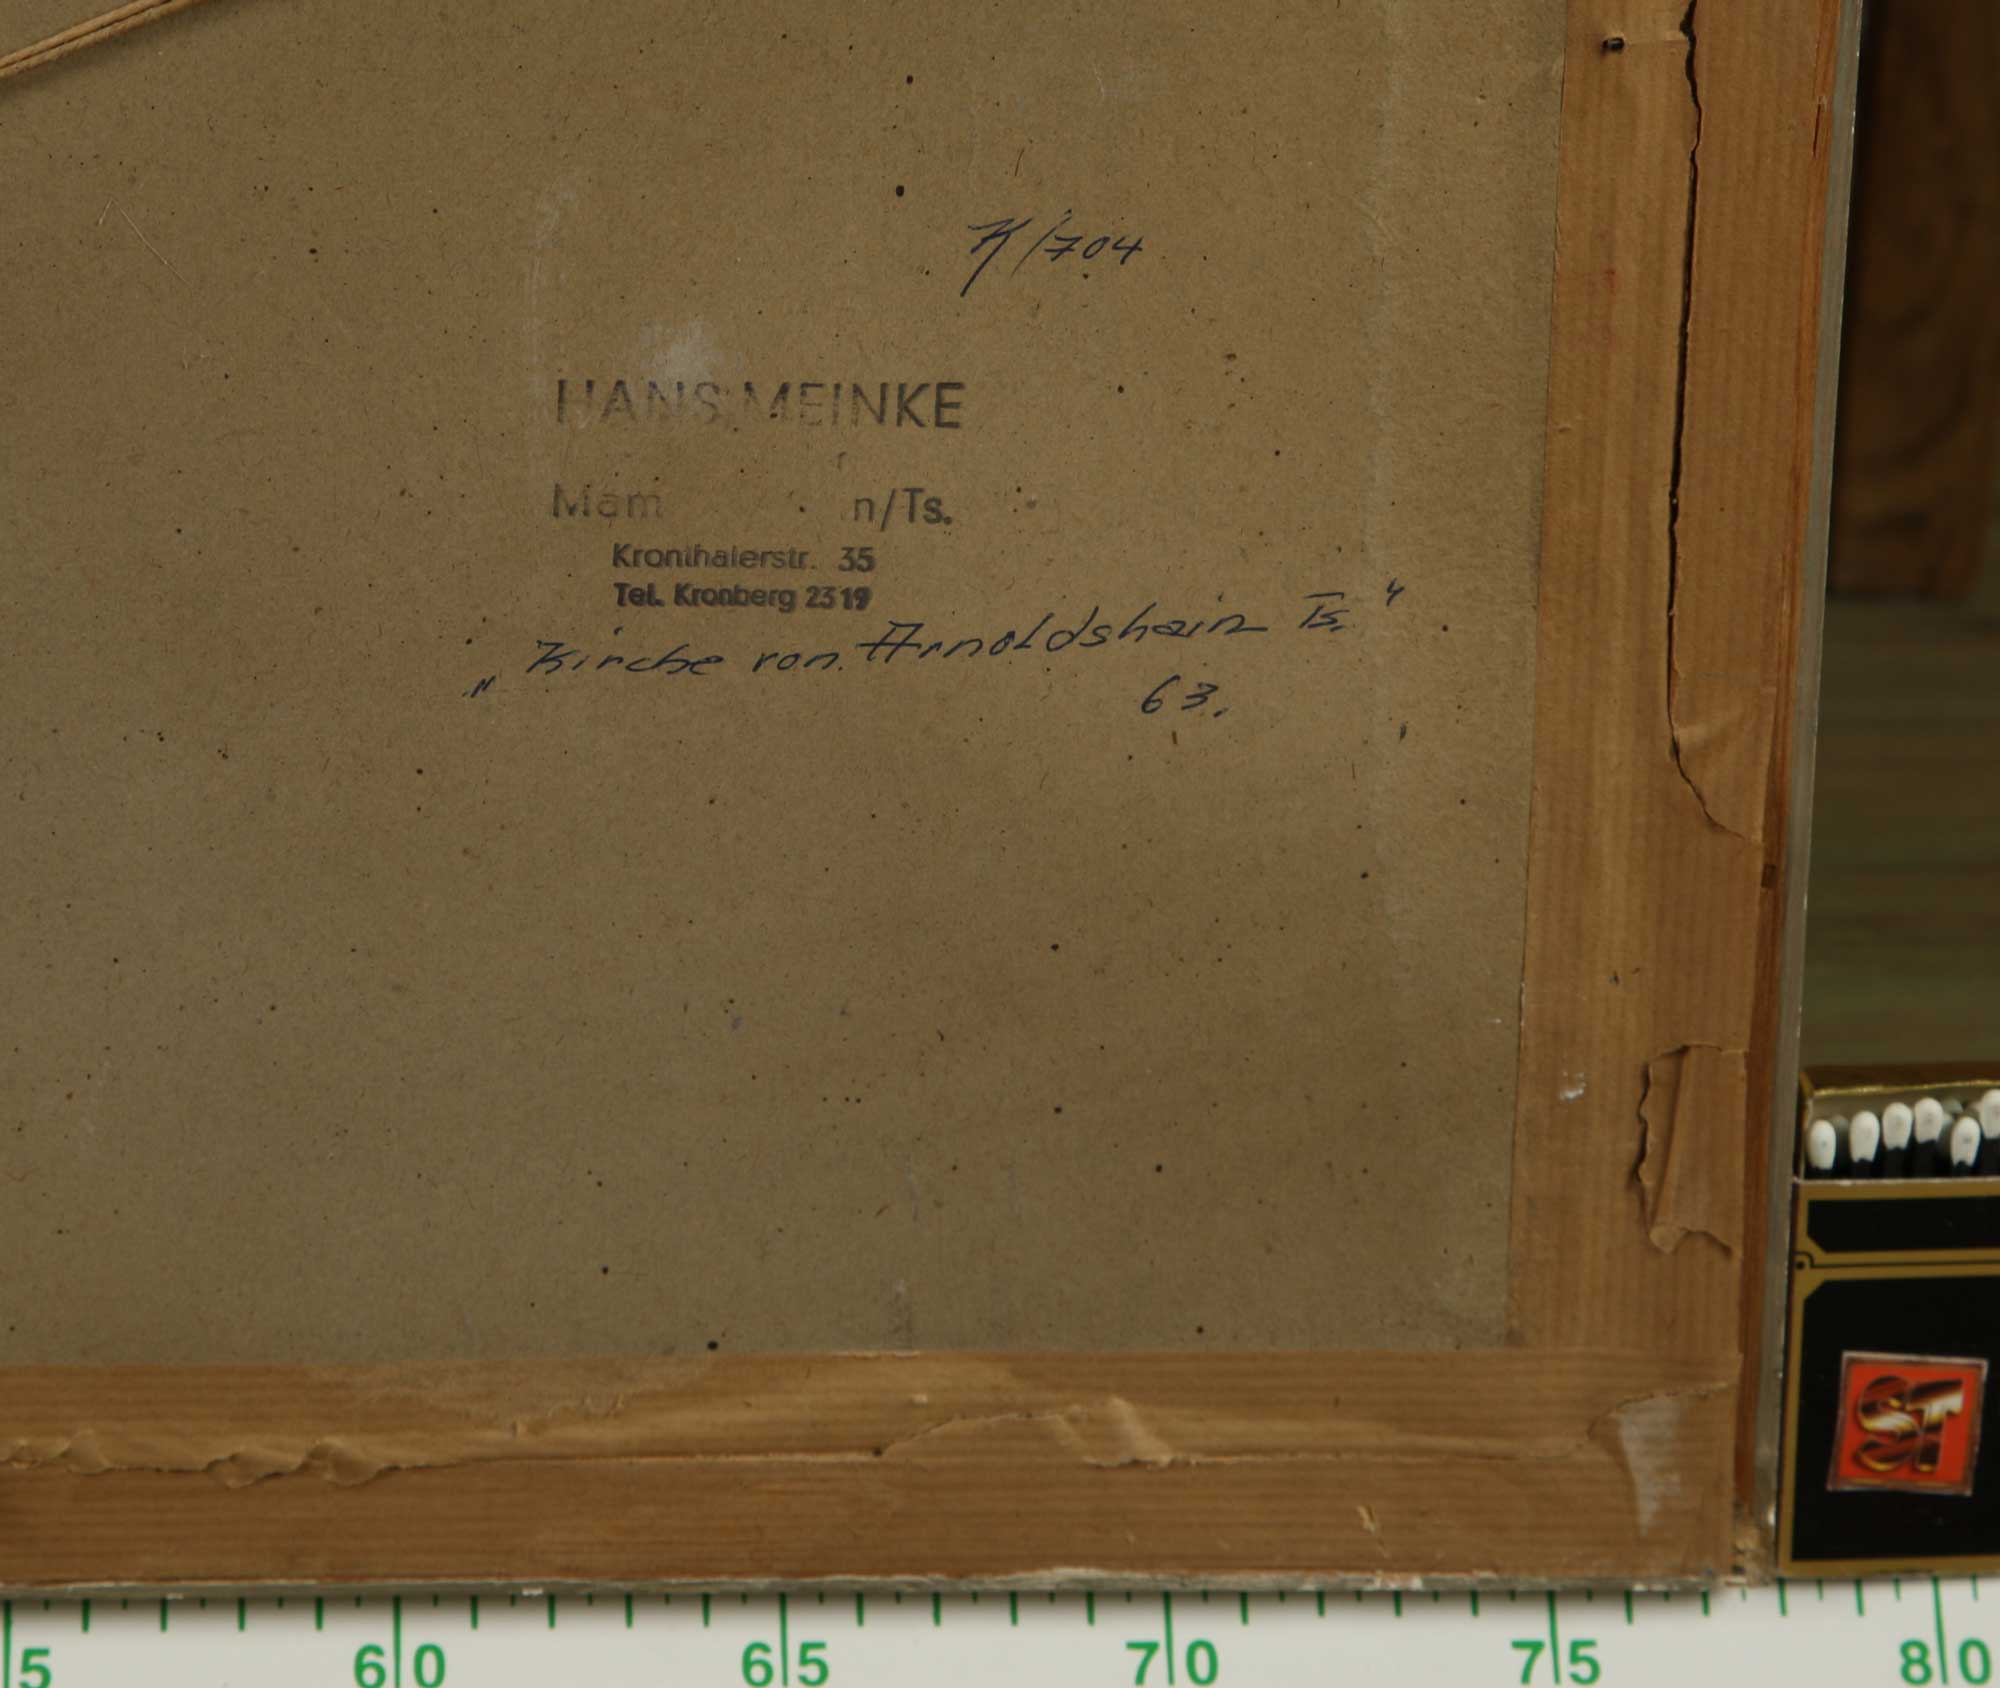 K/704
HANS MEINKE
Mam n/Ts.
Kronthalerstr. 35
Tel. Kronberg 2319
„Kirche von Arnoldshain Ts."
63.
ST
5 60 65 70 75 80